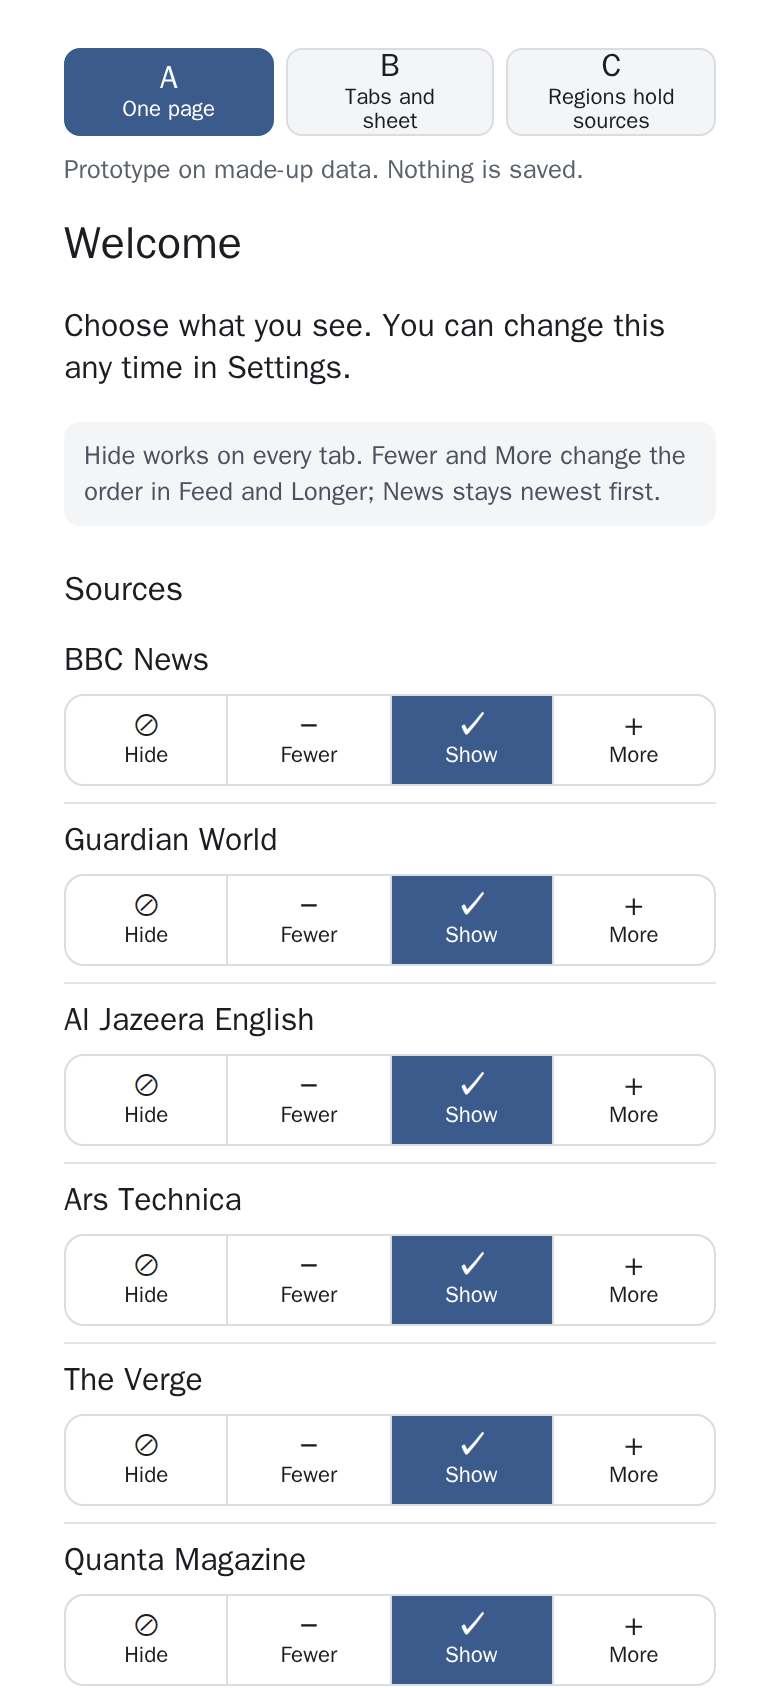 A
One page
B
Tabs and
sheet
C
Regions hold
sources
Prototype on made-up data. Nothing is saved.
Welcome
Choose what you see. You can change this
any time in Settings.
Hide works on every tab. Fewer and More change the
order in Feed and Longer; News stays newest first.
Sources
BBC News
⊘ − ✓ +
Hide Fewer Show More
Guardian World
⊘ − ✓ +
Hide Fewer Show More
Al Jazeera English
⊘ − ✓ +
Hide Fewer Show More
Ars Technica
⊘ − ✓ +
Hide Fewer Show More
The Verge
⊘ − ✓ +
Hide Fewer Show More
Quanta Magazine
⊘ − ✓ +
Hide Fewer Show More